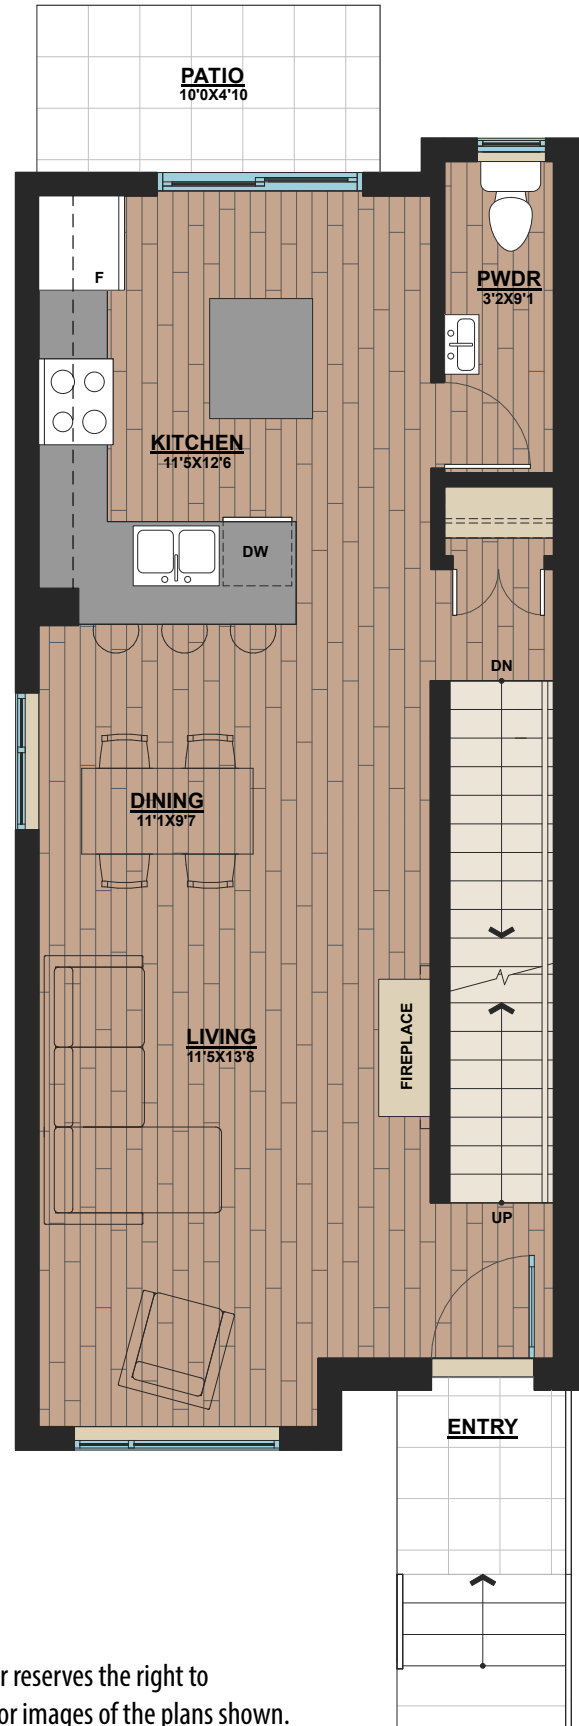 PATIO
10'0X4'10
F
PWDR
3'2X9'1
KITCHEN
11'5X12'6
DW
DN
DINING
11'1X9'7
LIVING
11'5X13'8
FIREPLACE
UP
ENTRY
r reserves the right to
or images of the plans shown.